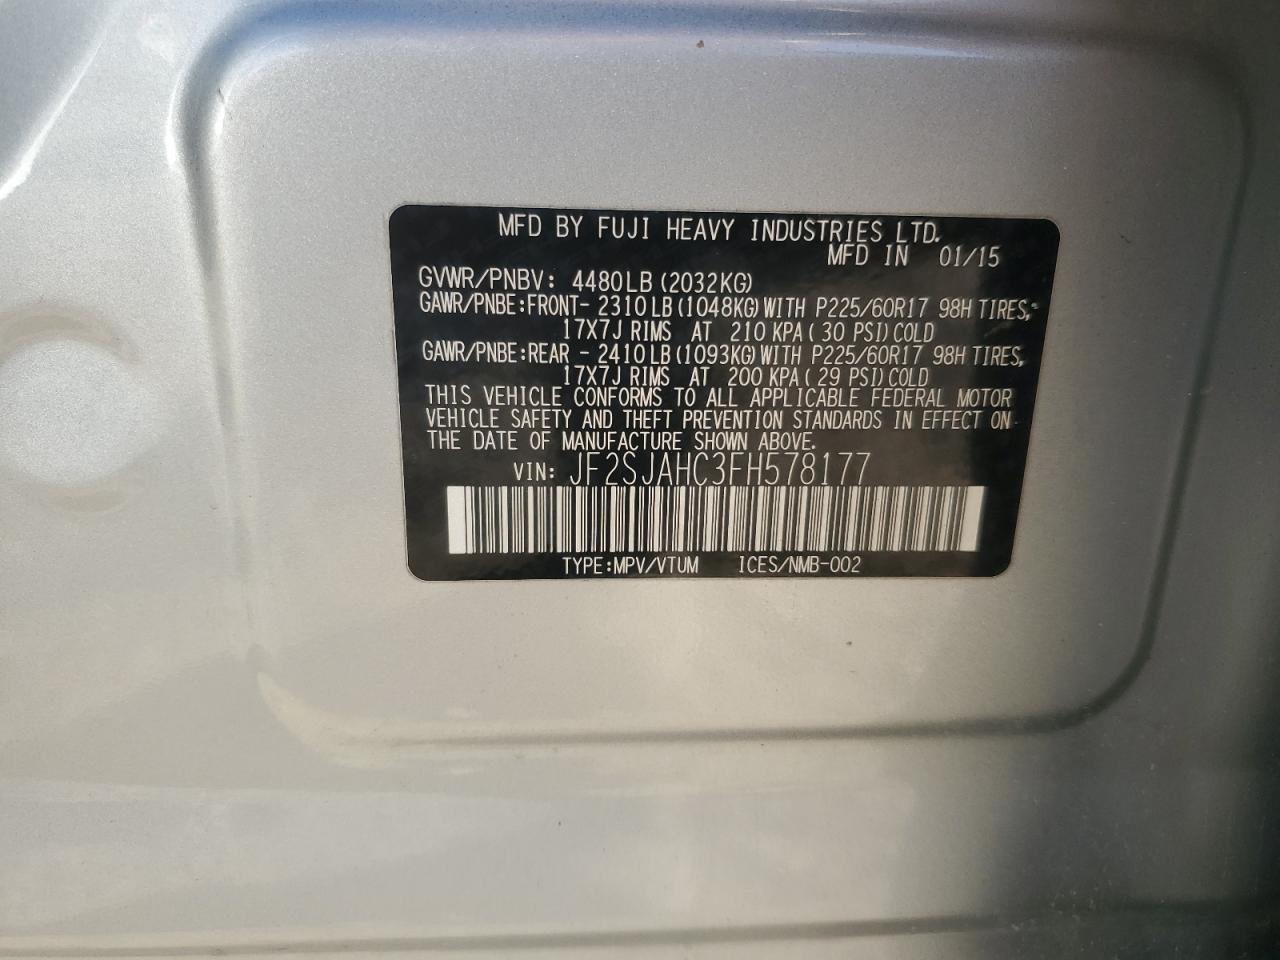 MFD BY FUJI HEAVY INDUSTRIES LTD.
MFD IN 01/15
GVWR/PNBV: 4480LB (2032KG)
GAWR/PNBE:FRONT- 2310LB(1048KG)WITH P225/60R17 98H TIRES,
17X7J RIMS AT 210 KPA( 30 PSI)COLD
GAWR/PNBE:REAR - 2410LB(1093KG)WITH P225/60R17 98H TIRES,
17X7J RIMS AT 200 KPA( 29 PSI)COLD
THIS VEHICLE CONFORMS TO ALL APPLICABLE FEDERAL MOTOR
VEHICLE SAFETY AND THEFT PREVENTION STANDARDS IN EFFECT ON
THE DATE OF MANUFACTURE SHOWN ABOVE.
VIN: JF2SJAHC3FH578177
TYPE:MPV/VTUM ICES/NMB-002